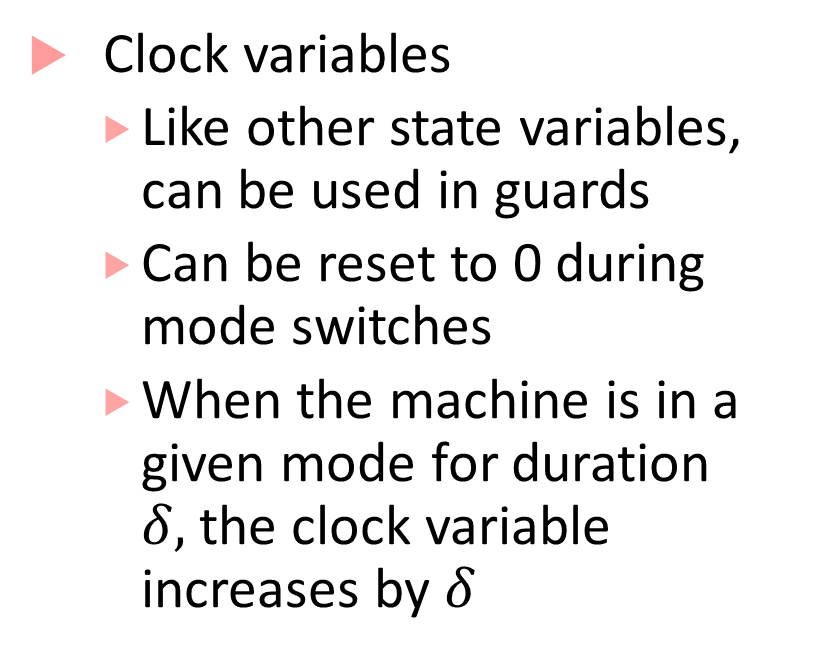 Clock variables
Like other state variables,
can be used in guards
Can be reset to 0 during
mode switches
When the machine is in a
given mode for duration
𝛿, the clock variable
increases by 𝛿